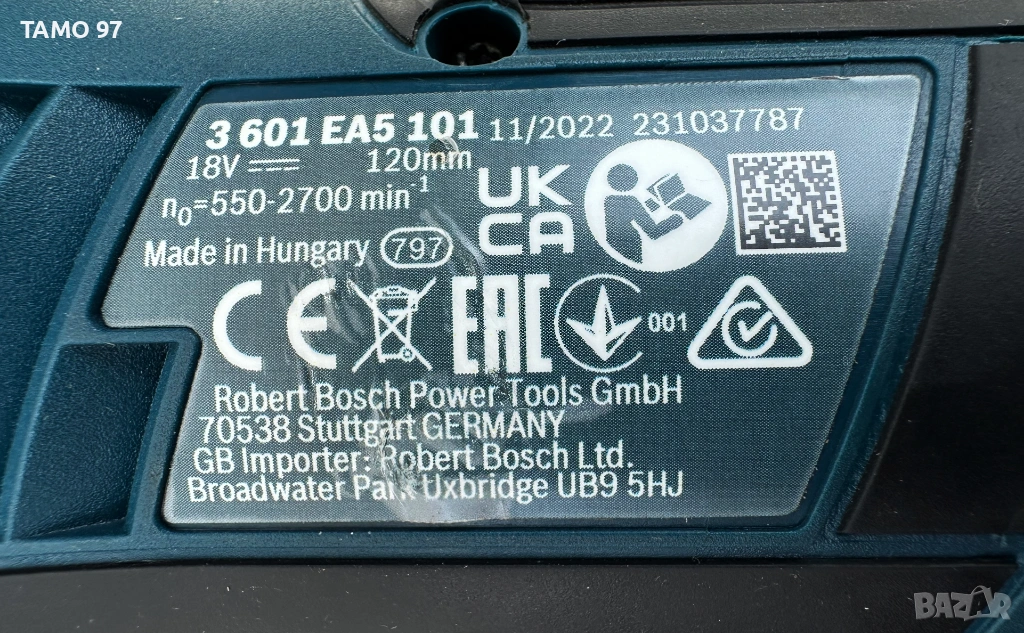 TAMO 97
3 601 EA5 101 11/2022 231037787
18V 120mm
n₀=550-2700 min⁻¹
UK
CA
Made in Hungary 797
CE EAC 001
Robert Bosch Power Tools GmbH
70538 Stuttgart GERMANY
GB Importer: Robert Bosch Ltd.
Broadwater Park Uxbridge UB9 5HJ
BAZAR